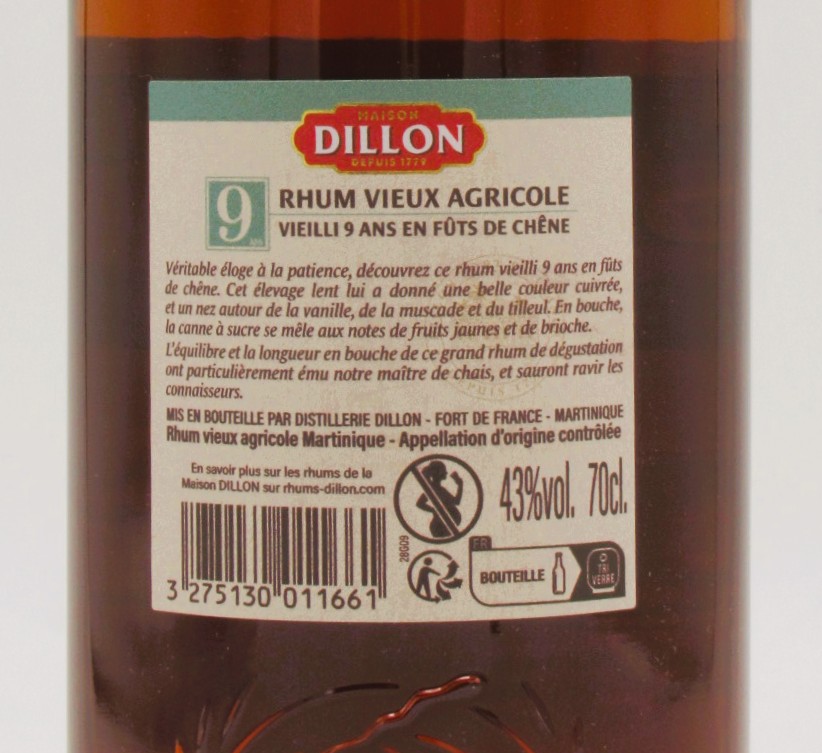 MAISON
DILLON
DEPUIS 1779
9
ANS
RHUM VIEUX AGRICOLE
VIEILLI 9 ANS EN FÛTS DE CHÊNE
Véritable éloge à la patience, découvrez ce rhum vieilli 9 ans en fûts
de chêne. Cet élevage lent lui a donné une belle couleur cuivrée,
et un nez autour de la vanille, de la muscade et du tilleul. En bouche,
la canne à sucre se mêle aux notes de fruits jaunes et de brioche.
L'équilibre et la longueur en bouche de ce grand rhum de dégustation
ont particulièrement ému notre maître de chais, et sauront ravir les
connaisseurs.
MIS EN BOUTEILLE PAR DISTILLERIE DILLON - FORT DE FRANCE - MARTINIQUE
Rhum vieux agricole Martinique - Appellation d'origine contrôlée
En savoir plus sur les rhums de la
Maison DILLON sur rhums-dillon.com
43%vol. 70cl.
28G09
FR
BOUTEILLE
TRI
VERRE
3 275130 011661